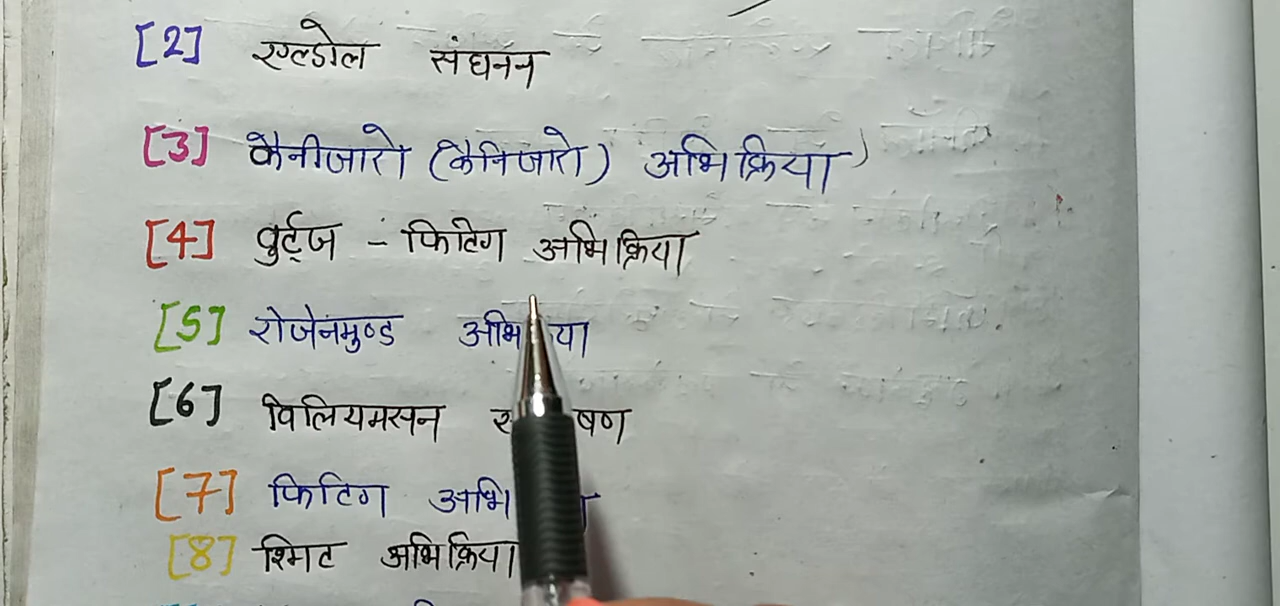 [2] एल्डोल संघनन
[3] कैनीजारो (कैनिजारो) अभिक्रिया
[4] वुर्ट्ज - फिटिग अभिक्रिया
[5] रोजेनमुण्ड
[6] विलियमसन
[7] फिटिग
[8] श्मिट अभिक्रिया